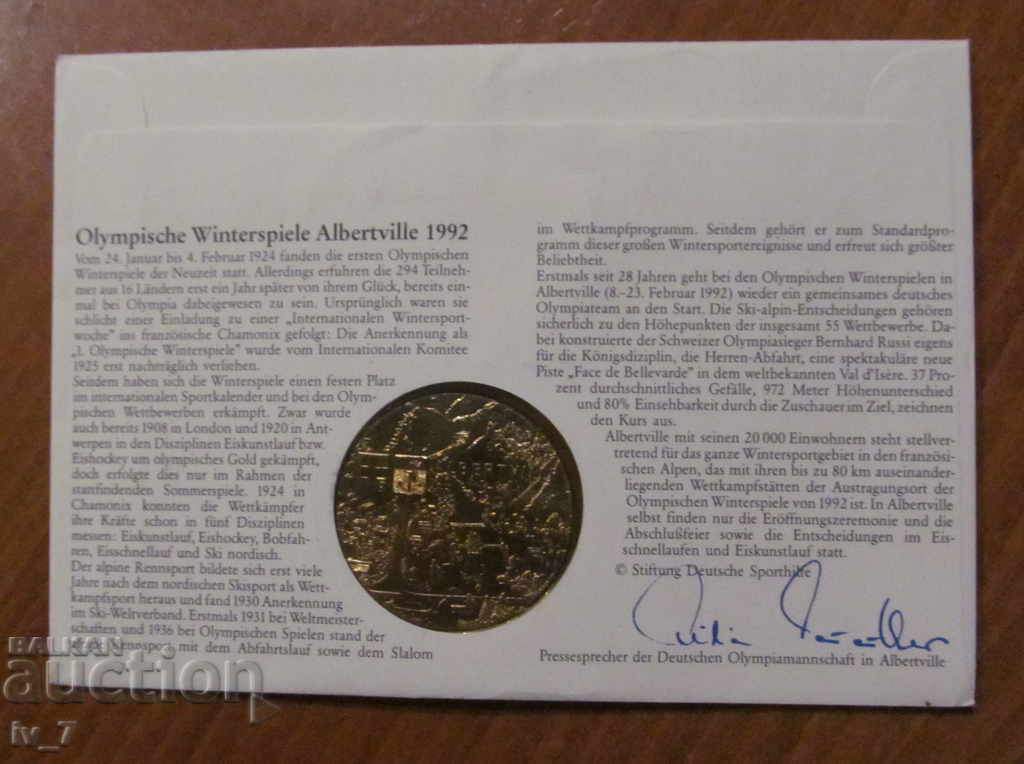 Olympische Winterspiele Albertville 1992
Vom 24. Januar bis 4. Februar 1924 fanden die ersten Olympischen
Winterspiele der Neuzeit statt. Allerdings erfuhren die 294 Teilneh-
mer aus 16 Ländern erst ein Jahr später von ihrem Glück, bereits ein-
mal bei Olympia dabeigewesen zu sein. Ursprünglich waren sie
schlicht einer Einladung zu einer „Internationalen Wintersport-
woche" ins französische Chamonix gefolgt: Die Anerkennung als
„1. Olympische Winterspiele" wurde vom Internationalen Komitee
1925 erst nachträglich verliehen.
Seitdem haben sich die Winterspiele einen festen Platz
im internationalen Sportkalender und bei den Olym-
pischen Wettbewerben erkämpft. Zwar wurde
auch bereits 1908 in London und 1920 in Ant-
werpen in den Disziplinen Eiskunstlauf bzw.
Eishockey um olympisches Gold gekämpft,
doch erfolgte dies nur im Rahmen der
stattfindenden Sommerspiele. 1924 in
Chamonix konnten die Wettkämpfer
ihre Kräfte schon in fünf Disziplinen
messen: Eiskunstlauf, Eishockey, Bobfah-
ren, Eisschnellauf und Ski nordisch.
Der alpine Rennsport bildete sich erst viele
Jahre nach dem nordischen Skisport als Wett-
kampfsport heraus und fand 1930 Anerkennung
im Ski-Weltverband. Erstmals 1931 bei Weltmeister-
schaften und 1936 bei Olympischen Spielen stand der
Rennsport mit dem Abfahrtslauf sowie dem Slalom
im Wettkampfprogramm. Seitdem gehört er zum Standardpro-
gramm dieser großen Wintersportereignisse und erfreut sich größter
Beliebtheit.
Erstmals seit 28 Jahren geht bei den Olympischen Winterspielen in
Albertville (8.–23. Februar 1992) wieder ein gemeinsames deutsches
Olympiateam an den Start. Die Ski-alpin-Entscheidungen gehören
sicherlich zu den Höhepunkten der insgesamt 55 Wettbewerbe. Da-
bei konstruierte der Schweizer Olympiasieger Bernhard Russi eigens
für die Königsdiziplin, die Herren-Abfahrt, eine spektakuläre neue
Piste „Face de Bellevarde" in dem weltbekannten Val d'Isère. 37 Pro-
zent durchschnittliches Gefälle, 972 Meter Höhenunterschied
und 80% Einsehbarkeit durch die Zuschauer im Ziel, zeichnen
den Kurs aus.
Albertville mit seinen 20 000 Einwohnern steht stellver-
tretend für das ganze Wintersportgebiet in den französi-
schen Alpen, das mit ihren bis zu 80 km auseinander-
liegenden Wettkampfstätten der Austragungsort der
Olympischen Winterspiele von 1992 ist. In Albertville
selbst finden nur die Eröffnungszeremonie und die
Abschlußfeier sowie die Entscheidungen im Eis-
schnellaufen und Eiskunstlauf statt.
© Stiftung Deutsche Sporthilfe
Pressesprecher der Deutschen Olympiamannschaft in Albertville
BALKAN
auction
iv_7